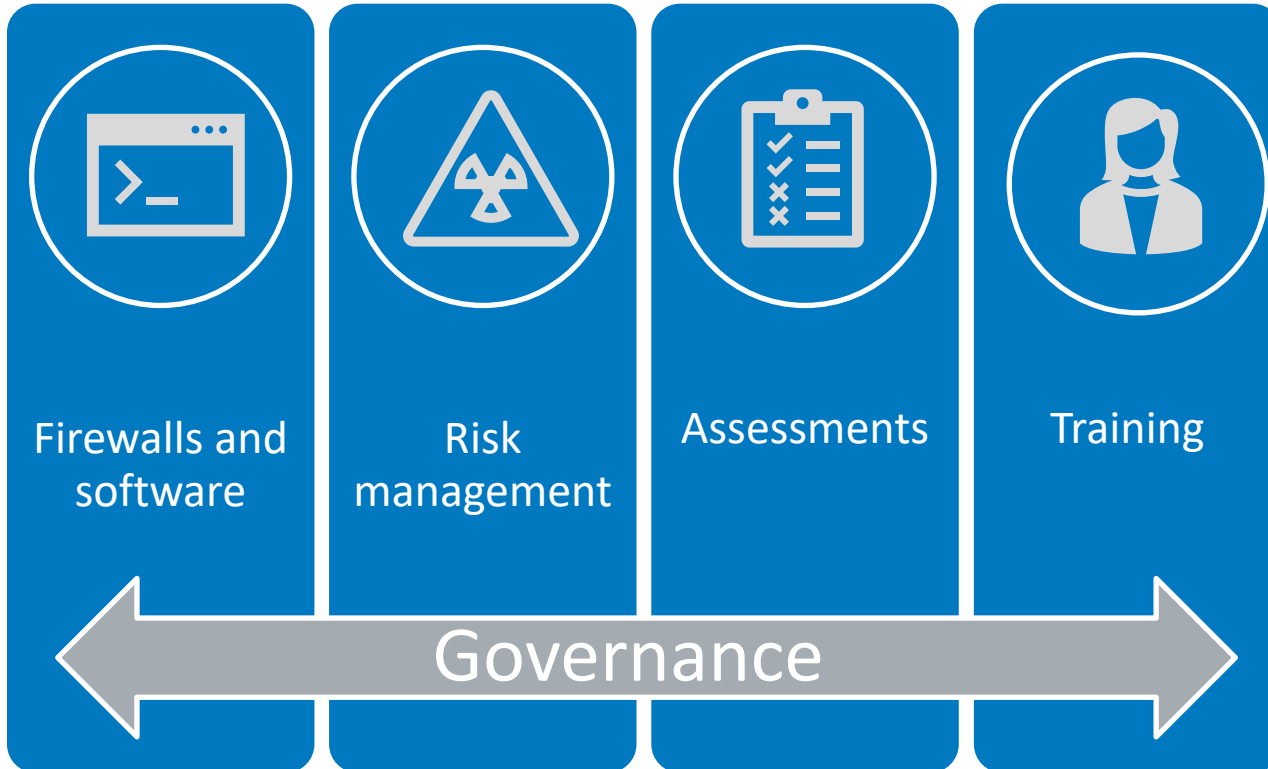 Firewalls and
software
Risk
management
Assessments
Training
Governance